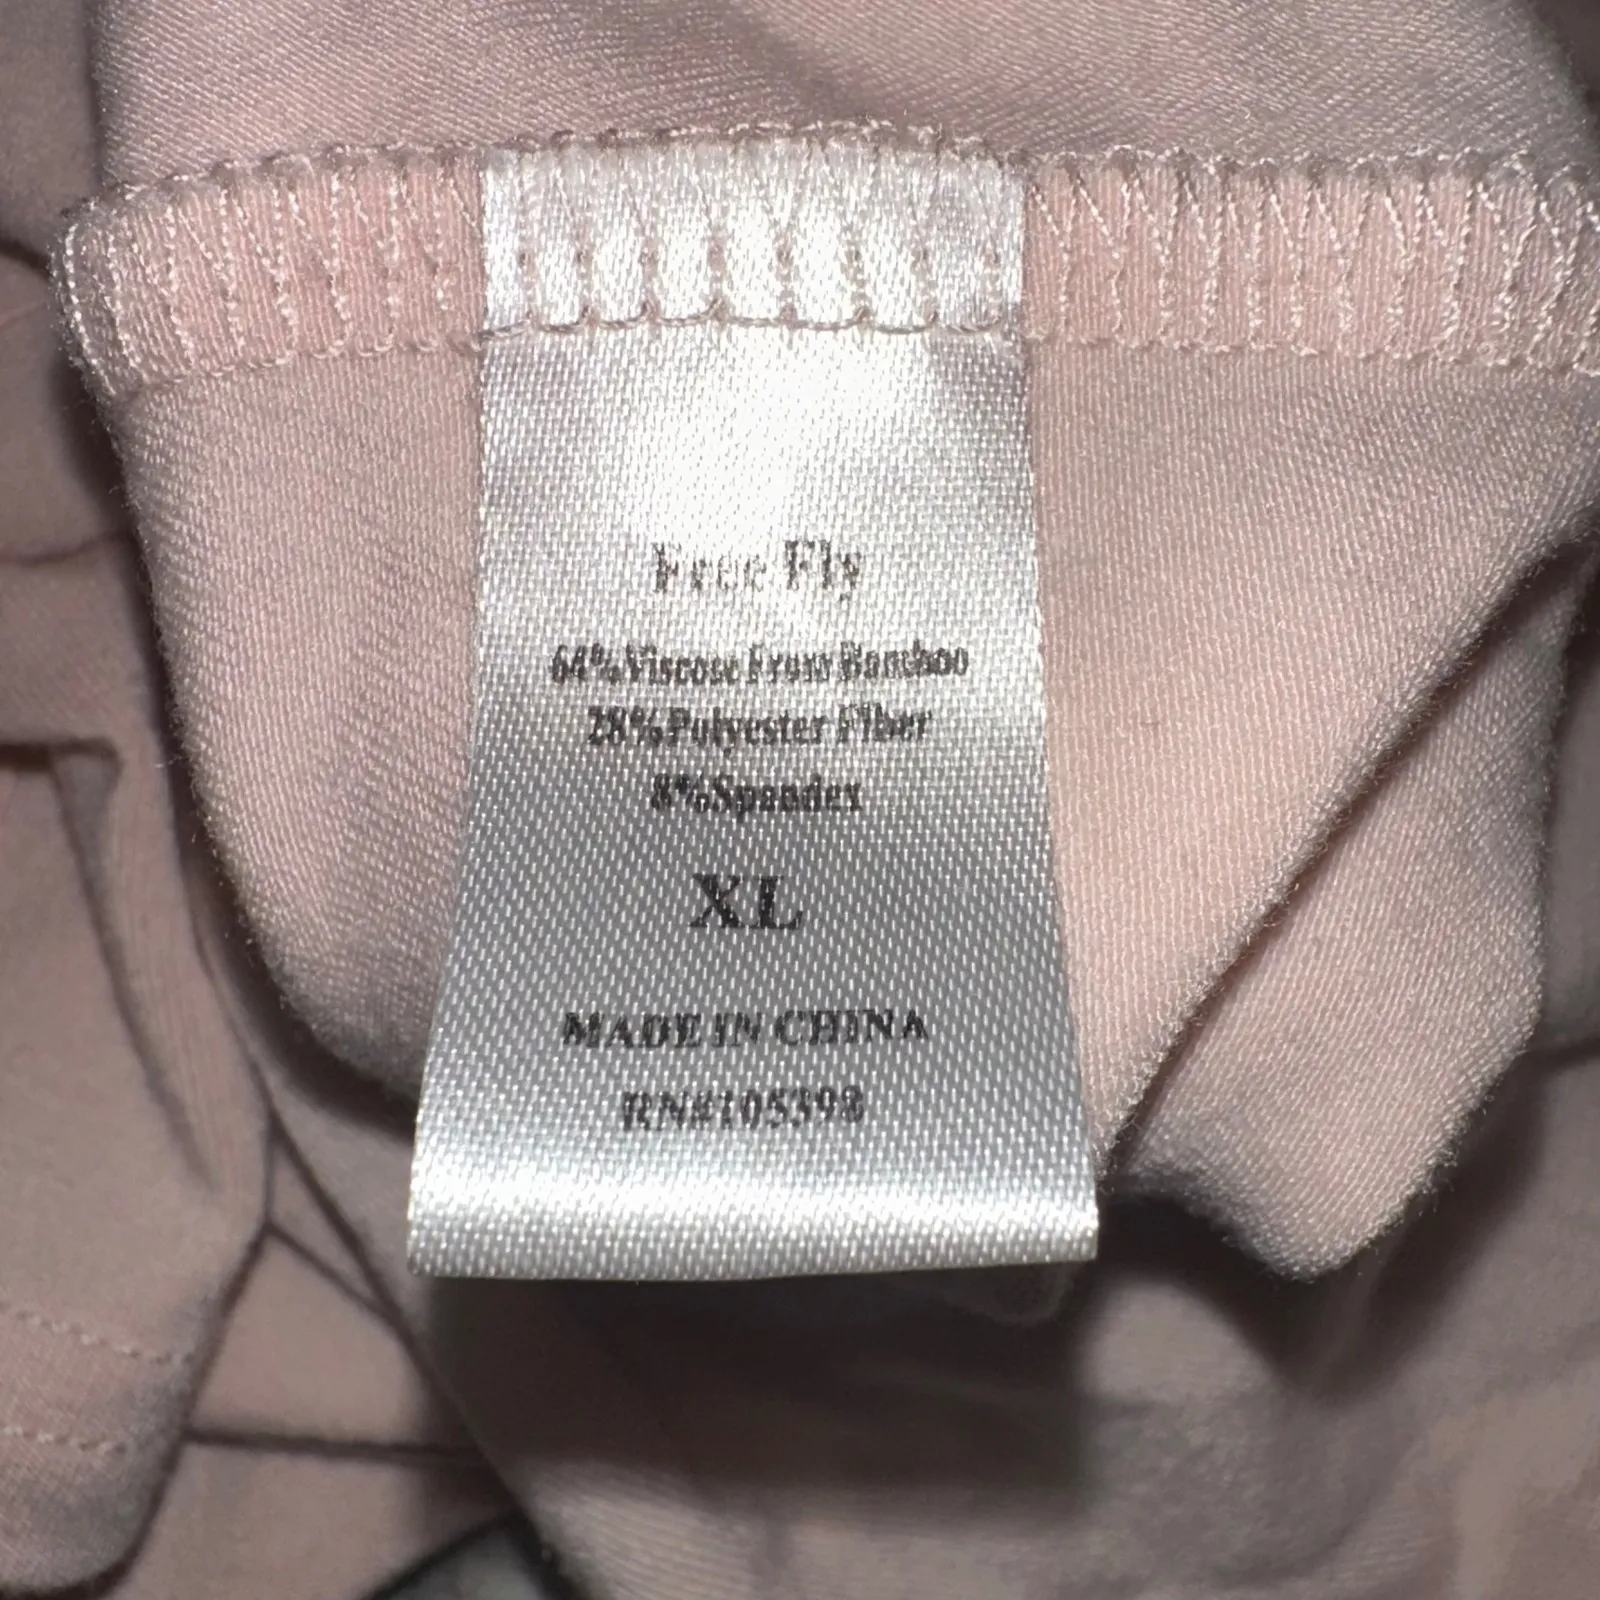 Free Fly
64%Viscose From Bamboo
28%Polyester Fiber
8%Spandex
XL
MADE IN CHINA
RN#105398